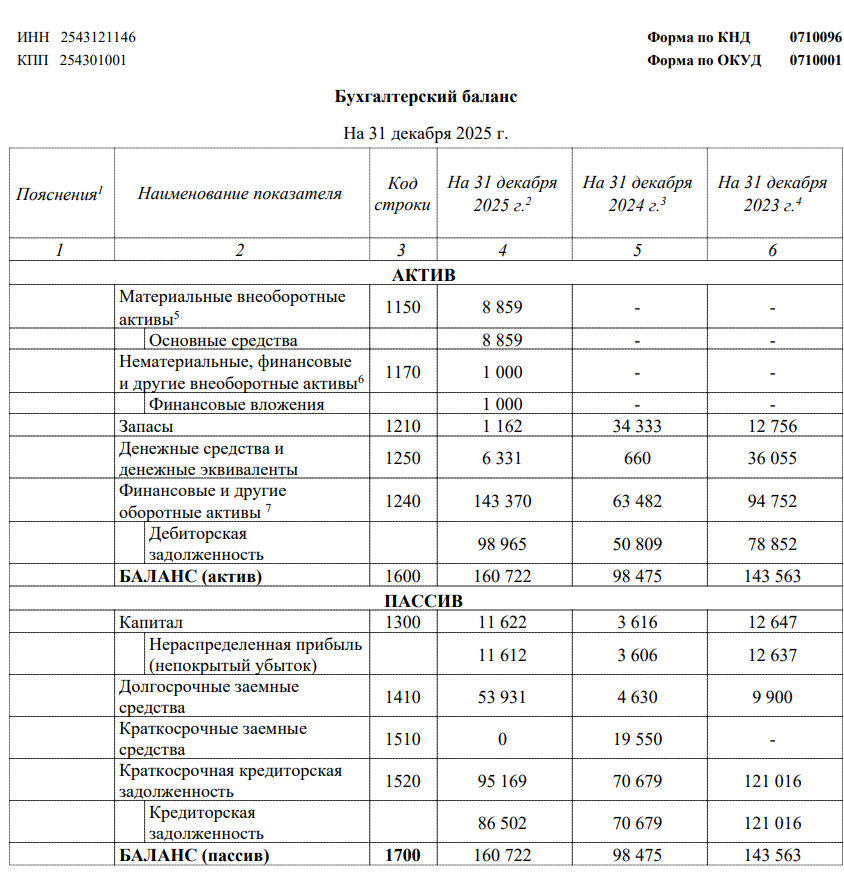 ИНН 2543121146 Форма по КНД 0710096
КПП 254301001 Форма по ОКУД 0710001
Бухгалтерский баланс
На 31 декабря 2025 г.
Пояснения1 Наименование показателя Код строки На 31 декабря 2025 г.2 На 31 декабря 2024 г.3 На 31 декабря 2023 г.4
1 2 3 4 5 6
АКТИВ
Материальные внеоборотные активы5 1150 8 859 - -
Основные средства 8 859 - -
Нематериальные, финансовые и другие внеоборотные активы6 1170 1 000 - -
Финансовые вложения 1 000 - -
Запасы 1210 1 162 34 333 12 756
Денежные средства и денежные эквиваленты 1250 6 331 660 36 055
Финансовые и другие оборотные активы 7 1240 143 370 63 482 94 752
Дебиторская задолженность 98 965 50 809 78 852
БАЛАНС (актив) 1600 160 722 98 475 143 563
ПАССИВ
Капитал 1300 11 622 3 616 12 647
Нераспределенная прибыль (непокрытый убыток) 11 612 3 606 12 637
Долгосрочные заемные средства 1410 53 931 4 630 9 900
Краткосрочные заемные средства 1510 0 19 550 -
Краткосрочная кредиторская задолженность 1520 95 169 70 679 121 016
Кредиторская задолженность 86 502 70 679 121 016
БАЛАНС (пассив) 1700 160 722 98 475 143 563